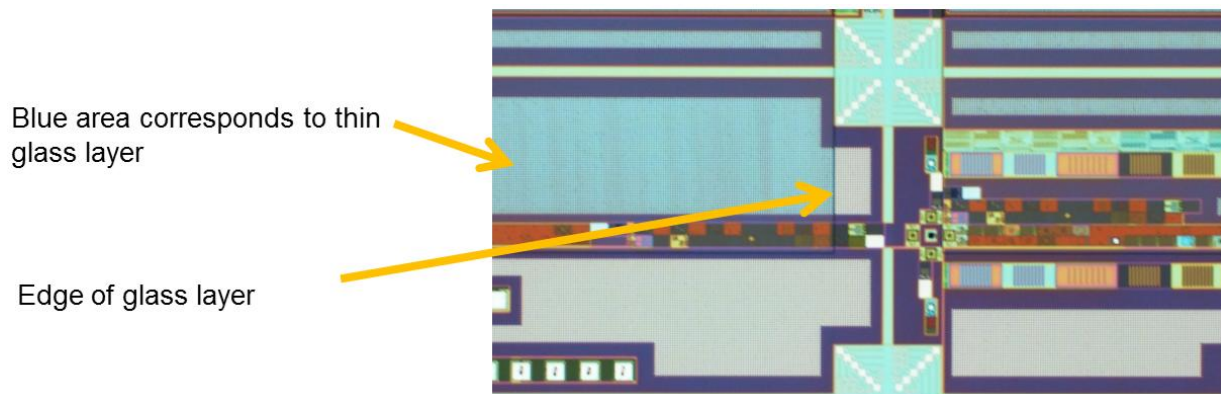 Blue area corresponds to thin
glass layer
Edge of glass layer